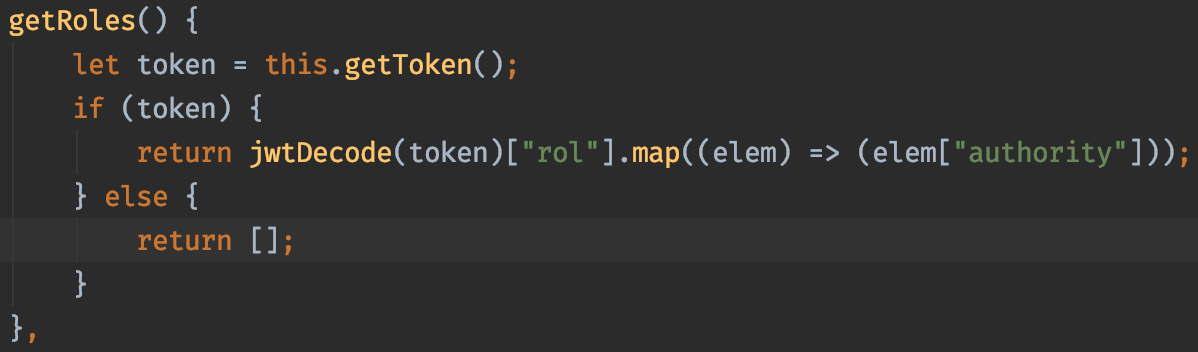 getRoles() {
    let token = this.getToken();
    if (token) {
        return jwtDecode(token)["rol"].map((elem) => (elem["authority"]));
    } else {
        return [];
    }
},